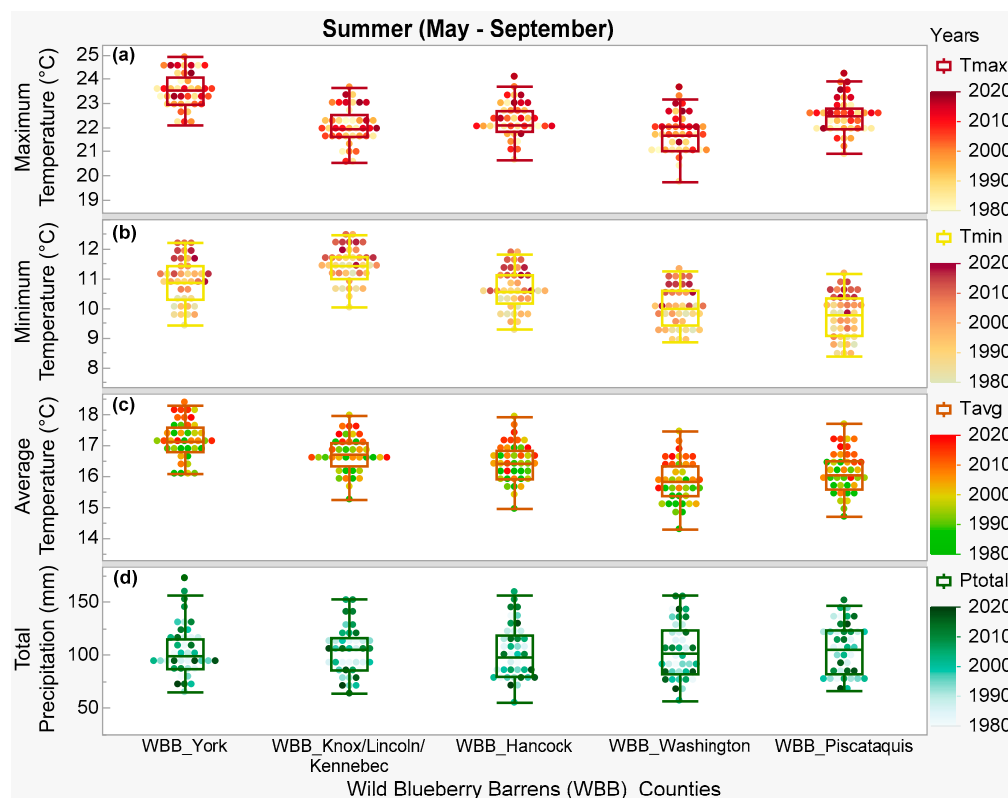 Summer (May - September)
Years
(a)
Maximum
Temperature (°C)
25
24
23
22
21
20
19
Tmax
2020
2010
2000
1990
1980
(b)
Minimum
Temperature (°C)
12
11
10
9
8
Tmin
2020
2010
2000
1990
1980
(c)
Average
Temperature (°C)
18
17
16
15
14
Tavg
2020
2010
2000
1990
1980
(d)
Total
Precipitation (mm)
150
100
50
Ptotal
2020
2010
2000
1990
1980
WBB_York
WBB_Knox/Lincoln/
Kennebec
WBB_Hancock
WBB_Washington
WBB_Piscataquis
Wild Blueberry Barrens (WBB) Counties